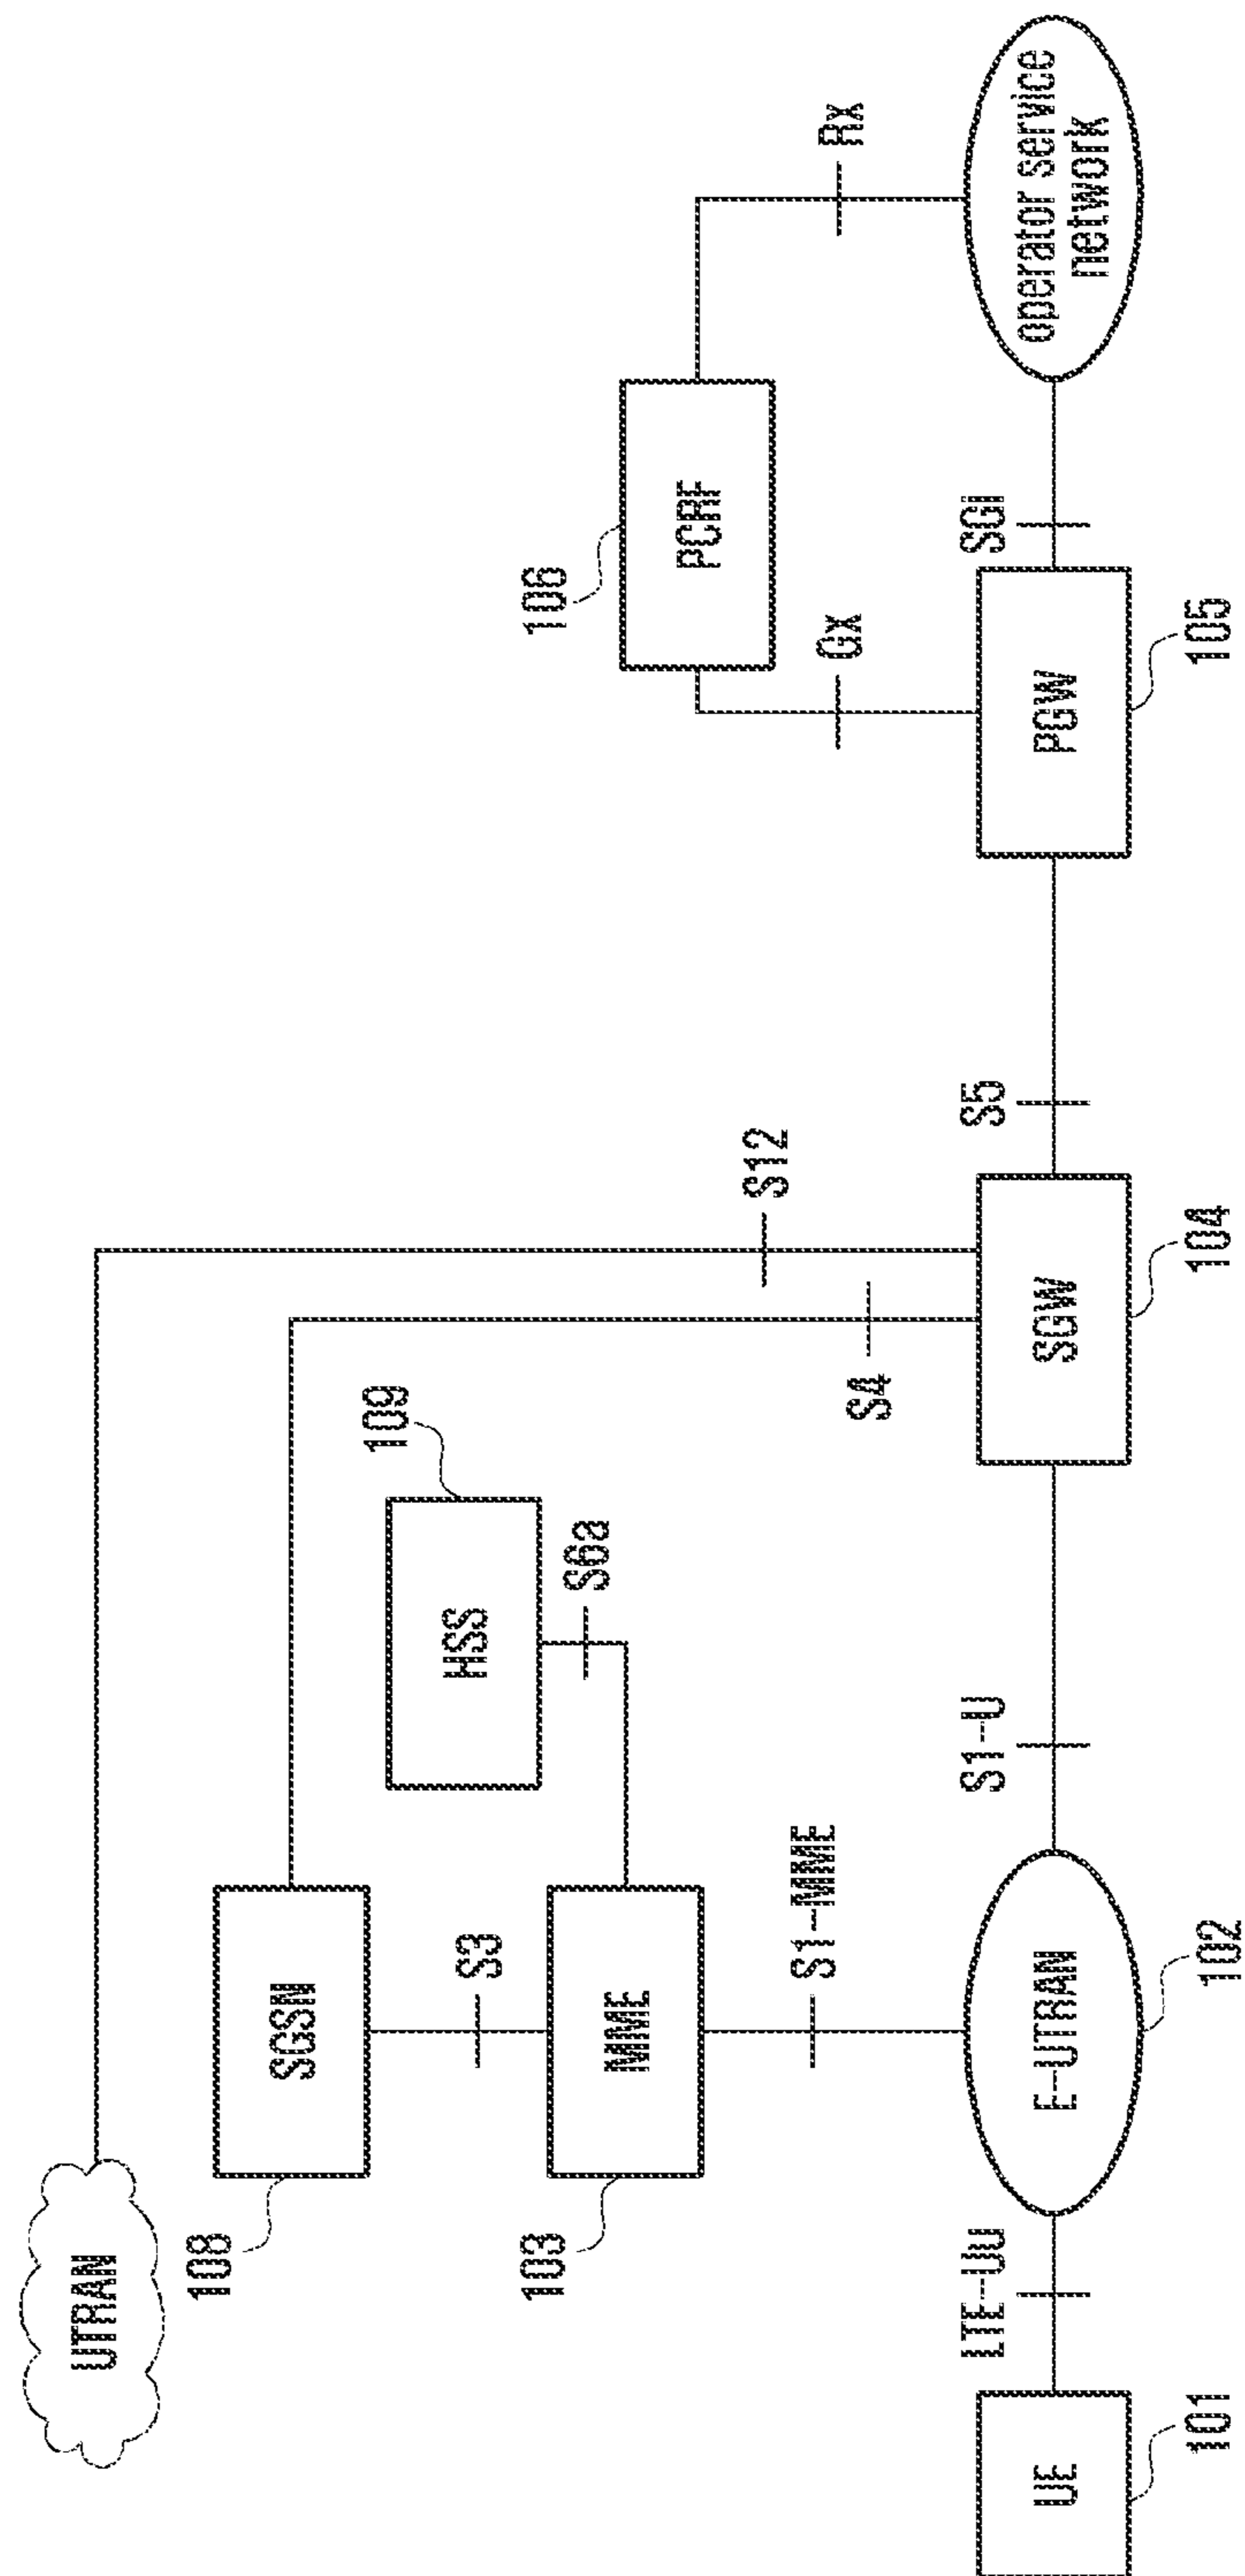 UTRAN
108
SGSN
S3
103
MME
109
HSS
S6a
S1-MME
S12
S4
106
PCRF
Gx
Rx
LTE-Uu
S1-U
S5
SGi
UE
E-UTRAN
SGW
PGW
operator service
network
101
102
104
105